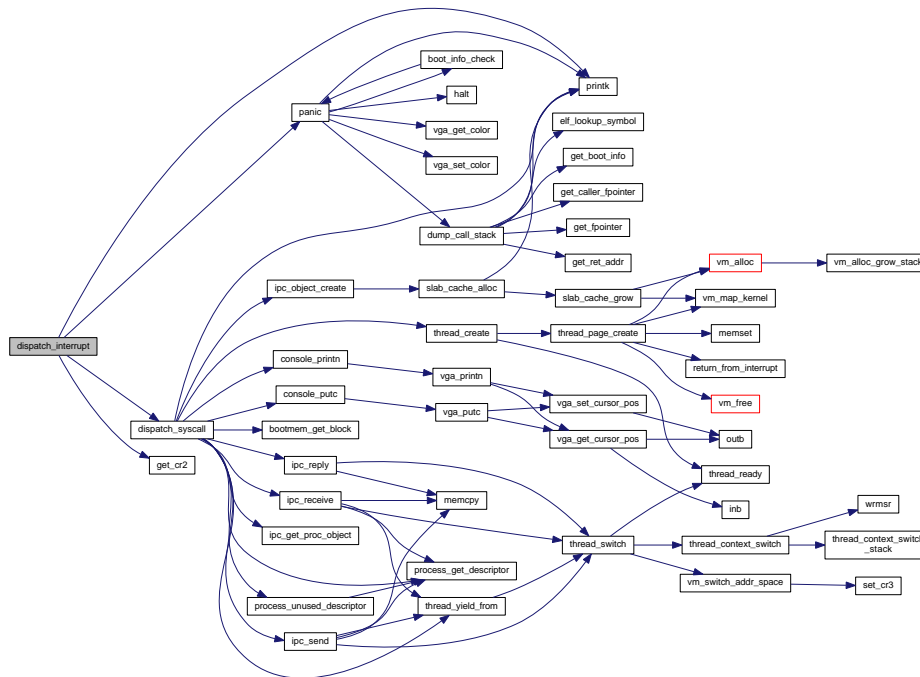 boot_info_check
printk
halt
panic
elf_lookup_symbol
vga_get_color
get_boot_info
vga_set_color
get_caller_fpointer
get_fpointer
dump_call_stack
get_ret_addr
vm_alloc
vm_alloc_grow_stack
ipc_object_create
slab_cache_alloc
slab_cache_grow
vm_map_kernel
thread_create
thread_page_create
memset
dispatch_interrupt
console_printn
return_from_interrupt
vga_printn
console_putc
vga_set_cursor_pos
vm_free
vga_putc
dispatch_syscall
bootmem_get_block
vga_get_cursor_pos
outb
get_cr2
ipc_reply
thread_ready
ipc_receive
memcpy
inb
wrmsr
ipc_get_proc_object
thread_switch
thread_context_switch
thread_context_switch
_stack
process_get_descriptor
vm_switch_addr_space
set_cr3
process_unused_descriptor
thread_yield_from
ipc_send